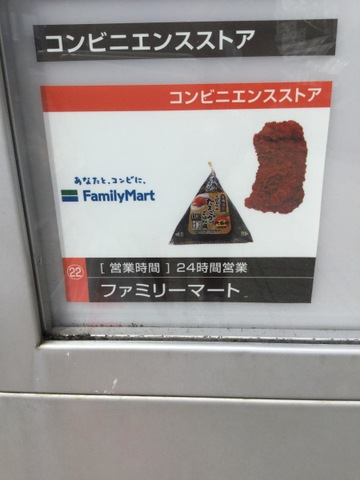 コンビニエンスストア
コンビニエンスストア
あなたと、コンビに、
FamilyMart
22
[ 営業時間 ] 24時間営業
ファミリーマート